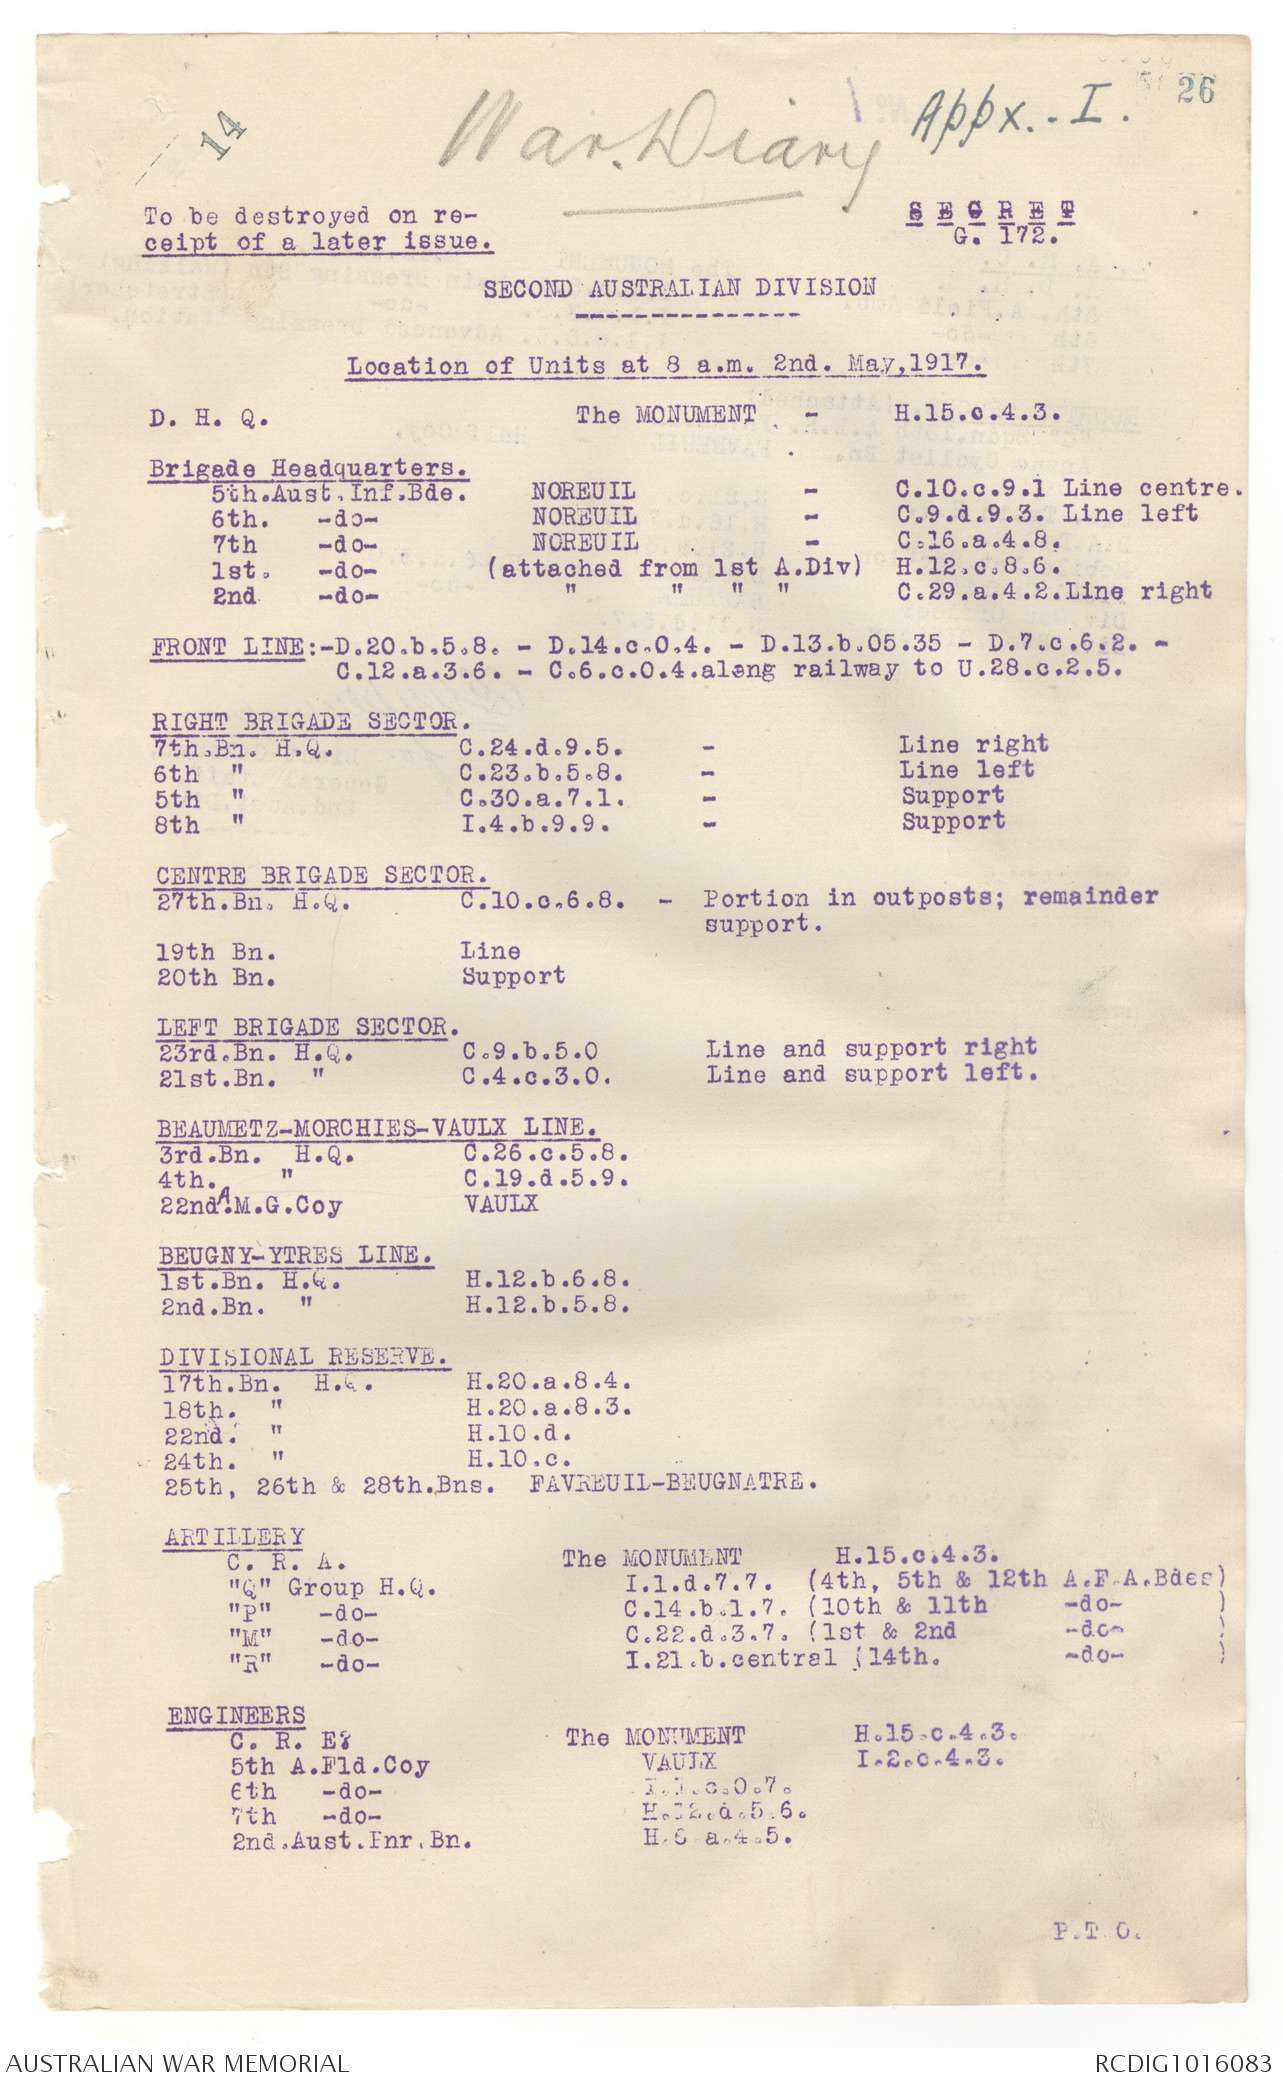 26
14
War. Diary
Appx. - I.
To be destroyed on re-
ceipt of a later issue.
S E C R E T
G. 172.
SECOND AUSTRALIAN DIVISION
Location of Units at 8 a.m. 2nd. May,1917.
D. H. Q. The MONUMENT - H.15.c.4.3.
Brigade Headquarters.
5th.Aust.Inf.Bde. NOREUIL - C.10.c.9.1 Line centre.
6th. -do- NOREUIL - C.9.d.9.3. Line left
7th -do- NOREUIL - C.16.a.4.8.
1st. -do- (attached from 1st A.Div) H.12.c.8.6.
2nd -do- " " " " C.29.a.4.2.Line right
FRONT LINE:-D.20.b.5.8. - D.14.c.0.4. - D.13.b.05.35 - D.7.c.6.2. -
C.12.a.3.6. - C.6.c.0.4.along railway to U.28.c.2.5.
RIGHT BRIGADE SECTOR.
7th.Bn. H.Q. C.24.d.9.5. - Line right
6th " C.23.b.5.8. - Line left
5th " C.30.a.7.1. - Support
8th " I.4.b.9.9. - Support
CENTRE BRIGADE SECTOR.
27th.Bn. H.Q. C.10.c.6.8. - Portion in outposts; remainder
support.
19th Bn. Line
20th Bn. Support
LEFT BRIGADE SECTOR.
23rd.Bn. H.Q. C.9.b.5.0 Line and support right
21st.Bn. " C.4.c.3.0. Line and support left.
BEAUMETZ-MORCHIES-VAULX LINE.
3rd.Bn. H.Q. C.26.c.5.8.
4th. " C.19.d.5.9.
22nd.A.M.G.Coy VAULX
BEUGNY-YTRES LINE.
1st.Bn. H.Q. H.12.b.6.8.
2nd.Bn. " H.12.b.5.8.
DIVISIONAL RESERVE.
17th.Bn. H.Q. H.20.a.8.4.
18th. " H.20.a.8.3.
22nd. " H.10.d.
24th. " H.10.c.
25th, 26th & 28th.Bns. FAVREUIL-BEUGNATRE.
ARTILLERY
C. R. A. The MONUMENT H.15.c.4.3.
"Q" Group H.Q. I.1.d.7.7. (4th, 5th & 12th A.F.A.Bdes)
"P" -do- C.14.b.1.7. (10th & 11th -do- )
"M" -do- C.22.d.3.7. (1st & 2nd -do- )
"R" -do- I.21.b.central (14th. -do- )
ENGINEERS
C. R. E? The MONUMENT H.15.c.4.3.
5th A.Fld.Coy VAULX I.2.c.4.3.
6th -do- I.1.c.0.7.
7th -do- H.12.d.5.6.
2nd.Aust.Pnr.Bn. H.6.a.4.5.
P.T.O.
AUSTRALIAN WAR MEMORIAL
RCDIG1016083